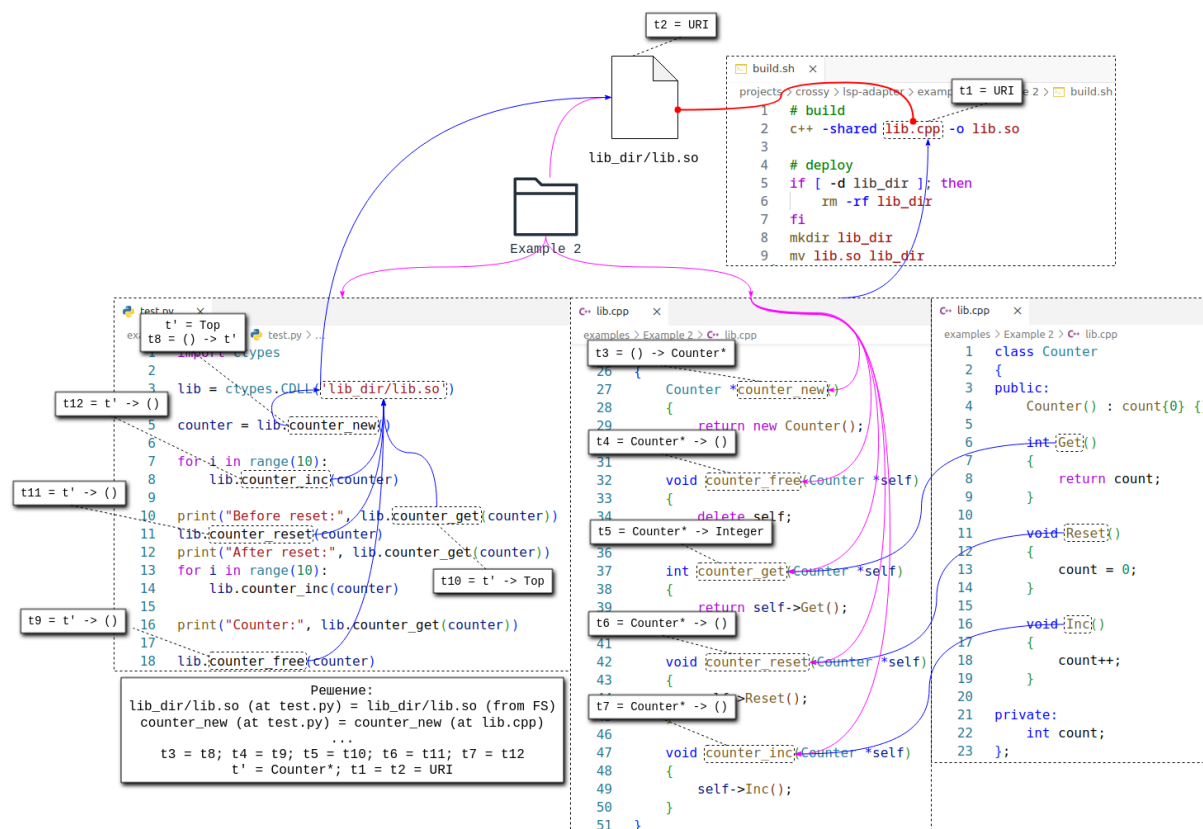 t2 = URI
build.sh ×
projects > crossy > lsp-adapter > examp e 2 > build.sh
t1 = URI
1 # build
2 c++ -shared lib.cpp -o lib.so
3
4 # deploy
5 if [ -d lib_dir ]; then
6 rm -rf lib_dir
7 fi
8 mkdir lib_dir
9 mv lib.so lib_dir
lib_dir/lib.so
Example 2
test.py ×
exa test.py > ...
t' = Top
t8 = () -> t'
1 import ctypes
2
3 lib = ctypes.CDLL('lib_dir/lib.so')
t12 = t' -> ()
5 counter = lib.counter_new()
6
7 for i in range(10):
8 lib.counter_inc(counter)
t11 = t' -> ()
9
10 print("Before reset:", lib.counter_get(counter))
11 lib.counter_reset(counter)
12 print("After reset:", lib.counter_get(counter))
13 for i in range(10):
14 lib.counter_inc(counter)
t10 = t' -> Top
15
t9 = t' -> ()
16 print("Counter:", lib.counter_get(counter))
17
18 lib.counter_free(counter)
Решение:
lib_dir/lib.so (at test.py) = lib_dir/lib.so (from FS)
counter_new (at test.py) = counter_new (at lib.cpp)
...
t3 = t8; t4 = t9; t5 = t10; t6 = t11; t7 = t12
t' = Counter*; t1 = t2 = URI
C++ lib.cpp ×
examples > Example 2 > C++ lib.cpp
t3 = () -> Counter*
26 {
27 Counter *counter_new()
28 {
29 return new Counter();
t4 = Counter* -> ()
31
32 void counter_free(Counter *self)
33 {
34 delete self;
t5 = Counter* -> Integer
36
37 int counter_get(Counter *self)
38 {
39 return self->Get();
t6 = Counter* -> ()
41
42 void counter_reset(Counter *self)
43 {
self->Reset();
t7 = Counter* -> ()
46
47 void counter_inc(Counter *self)
48 {
49 self->Inc();
50 }
51 }
C++ lib.cpp ×
examples > Example 2 > C++ lib.cpp
1 class Counter
2 {
3 public:
4 Counter() : count{0} {
5
6 int Get()
7 {
8 return count;
9 }
10
11 void Reset()
12 {
13 count = 0;
14 }
15
16 void Inc()
17 {
18 count++;
19 }
20
21 private:
22 int count;
23 };